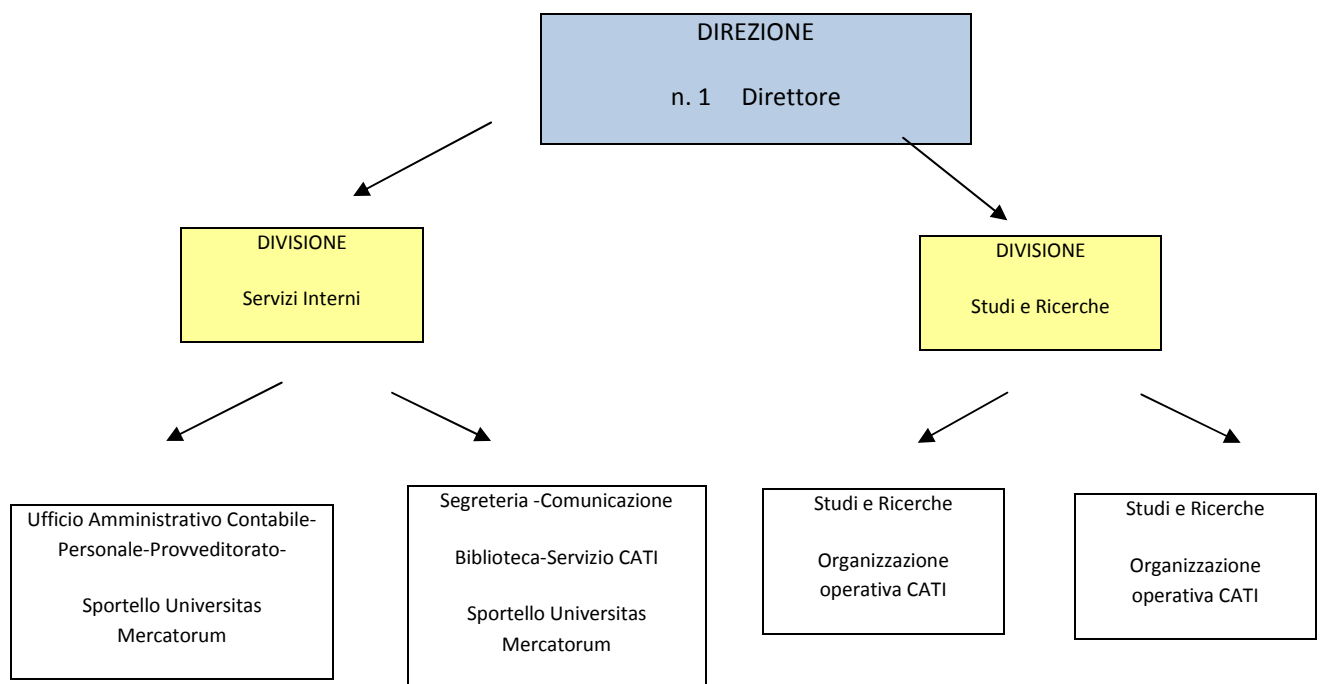 DIREZIONE
n. 1 Direttore
DIVISIONE
Servizi Interni
DIVISIONE
Studi e Ricerche
Ufficio Amministrativo Contabile-
Personale-Provveditorato-
Sportello Universitas
Mercatorum
Segreteria -Comunicazione
Biblioteca-Servizio CATI
Sportello Universitas
Mercatorum
Studi e Ricerche
Organizzazione
operativa CATI
Studi e Ricerche
Organizzazione
operativa CATI